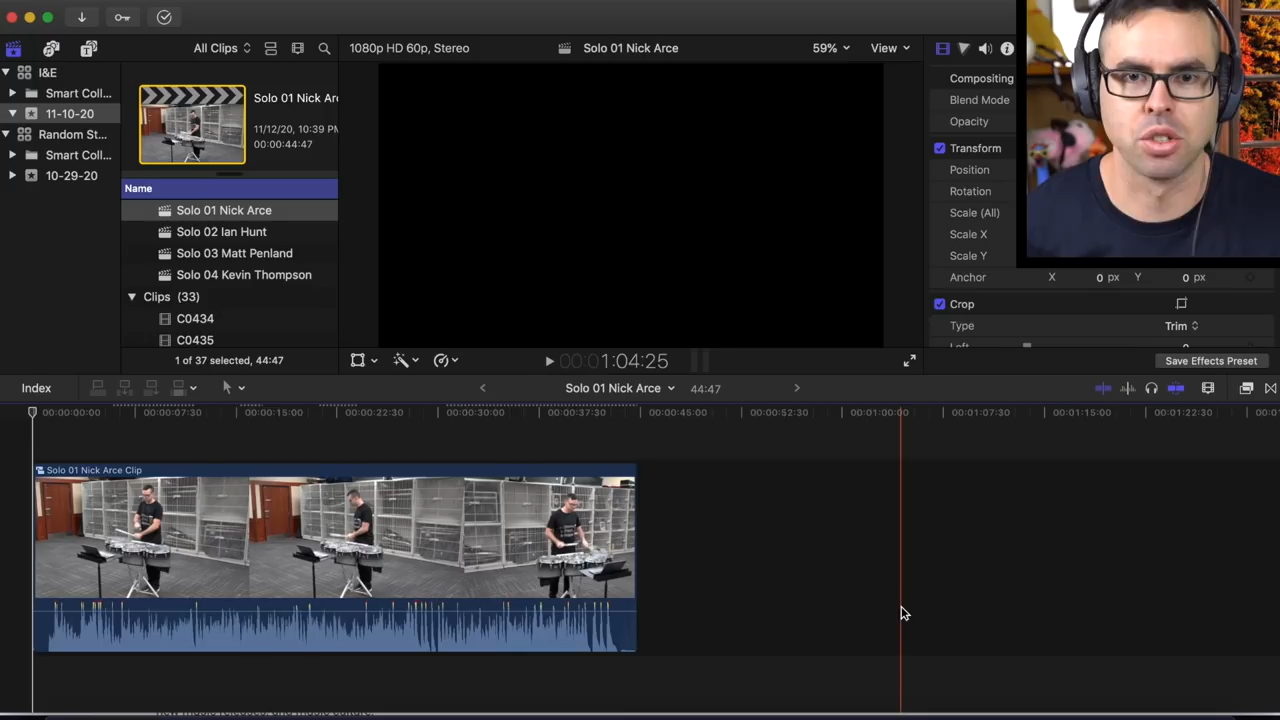 All Clips
1080p HD 60p, Stereo
Solo 01 Nick Arce
59%
View
I&E
Smart Coll...
11-10-20
Random St...
Smart Coll...
10-29-20
Solo 01 Nick Ar
11/12/20, 10:39 PM
00:00:44:47
Name
Solo 01 Nick Arce
Solo 02 Ian Hunt
Solo 03 Matt Penland
Solo 04 Kevin Thompson
Clips (33)
C0434
C0435
1 of 37 selected, 44:47
00:01:04:25
Compositing
Blend Mode
Opacity
Transform
Position
Rotation
Scale (All)
Scale X
Scale Y
Anchor X 0 px Y 0 px
Crop
Type Trim
Left 0
Save Effects Preset
Index
Solo 01 Nick Arce
44:47
00:00:00:00 00:00:07:30 00:00:15:00 00:00:22:30 00:00:30:00 00:00:37:30 00:00:45:00 00:00:52:30 00:01:00:00 00:01:07:30 00:01:15:00 00:01:22:30
Solo 01 Nick Arce Clip
new music releases, and music culture.